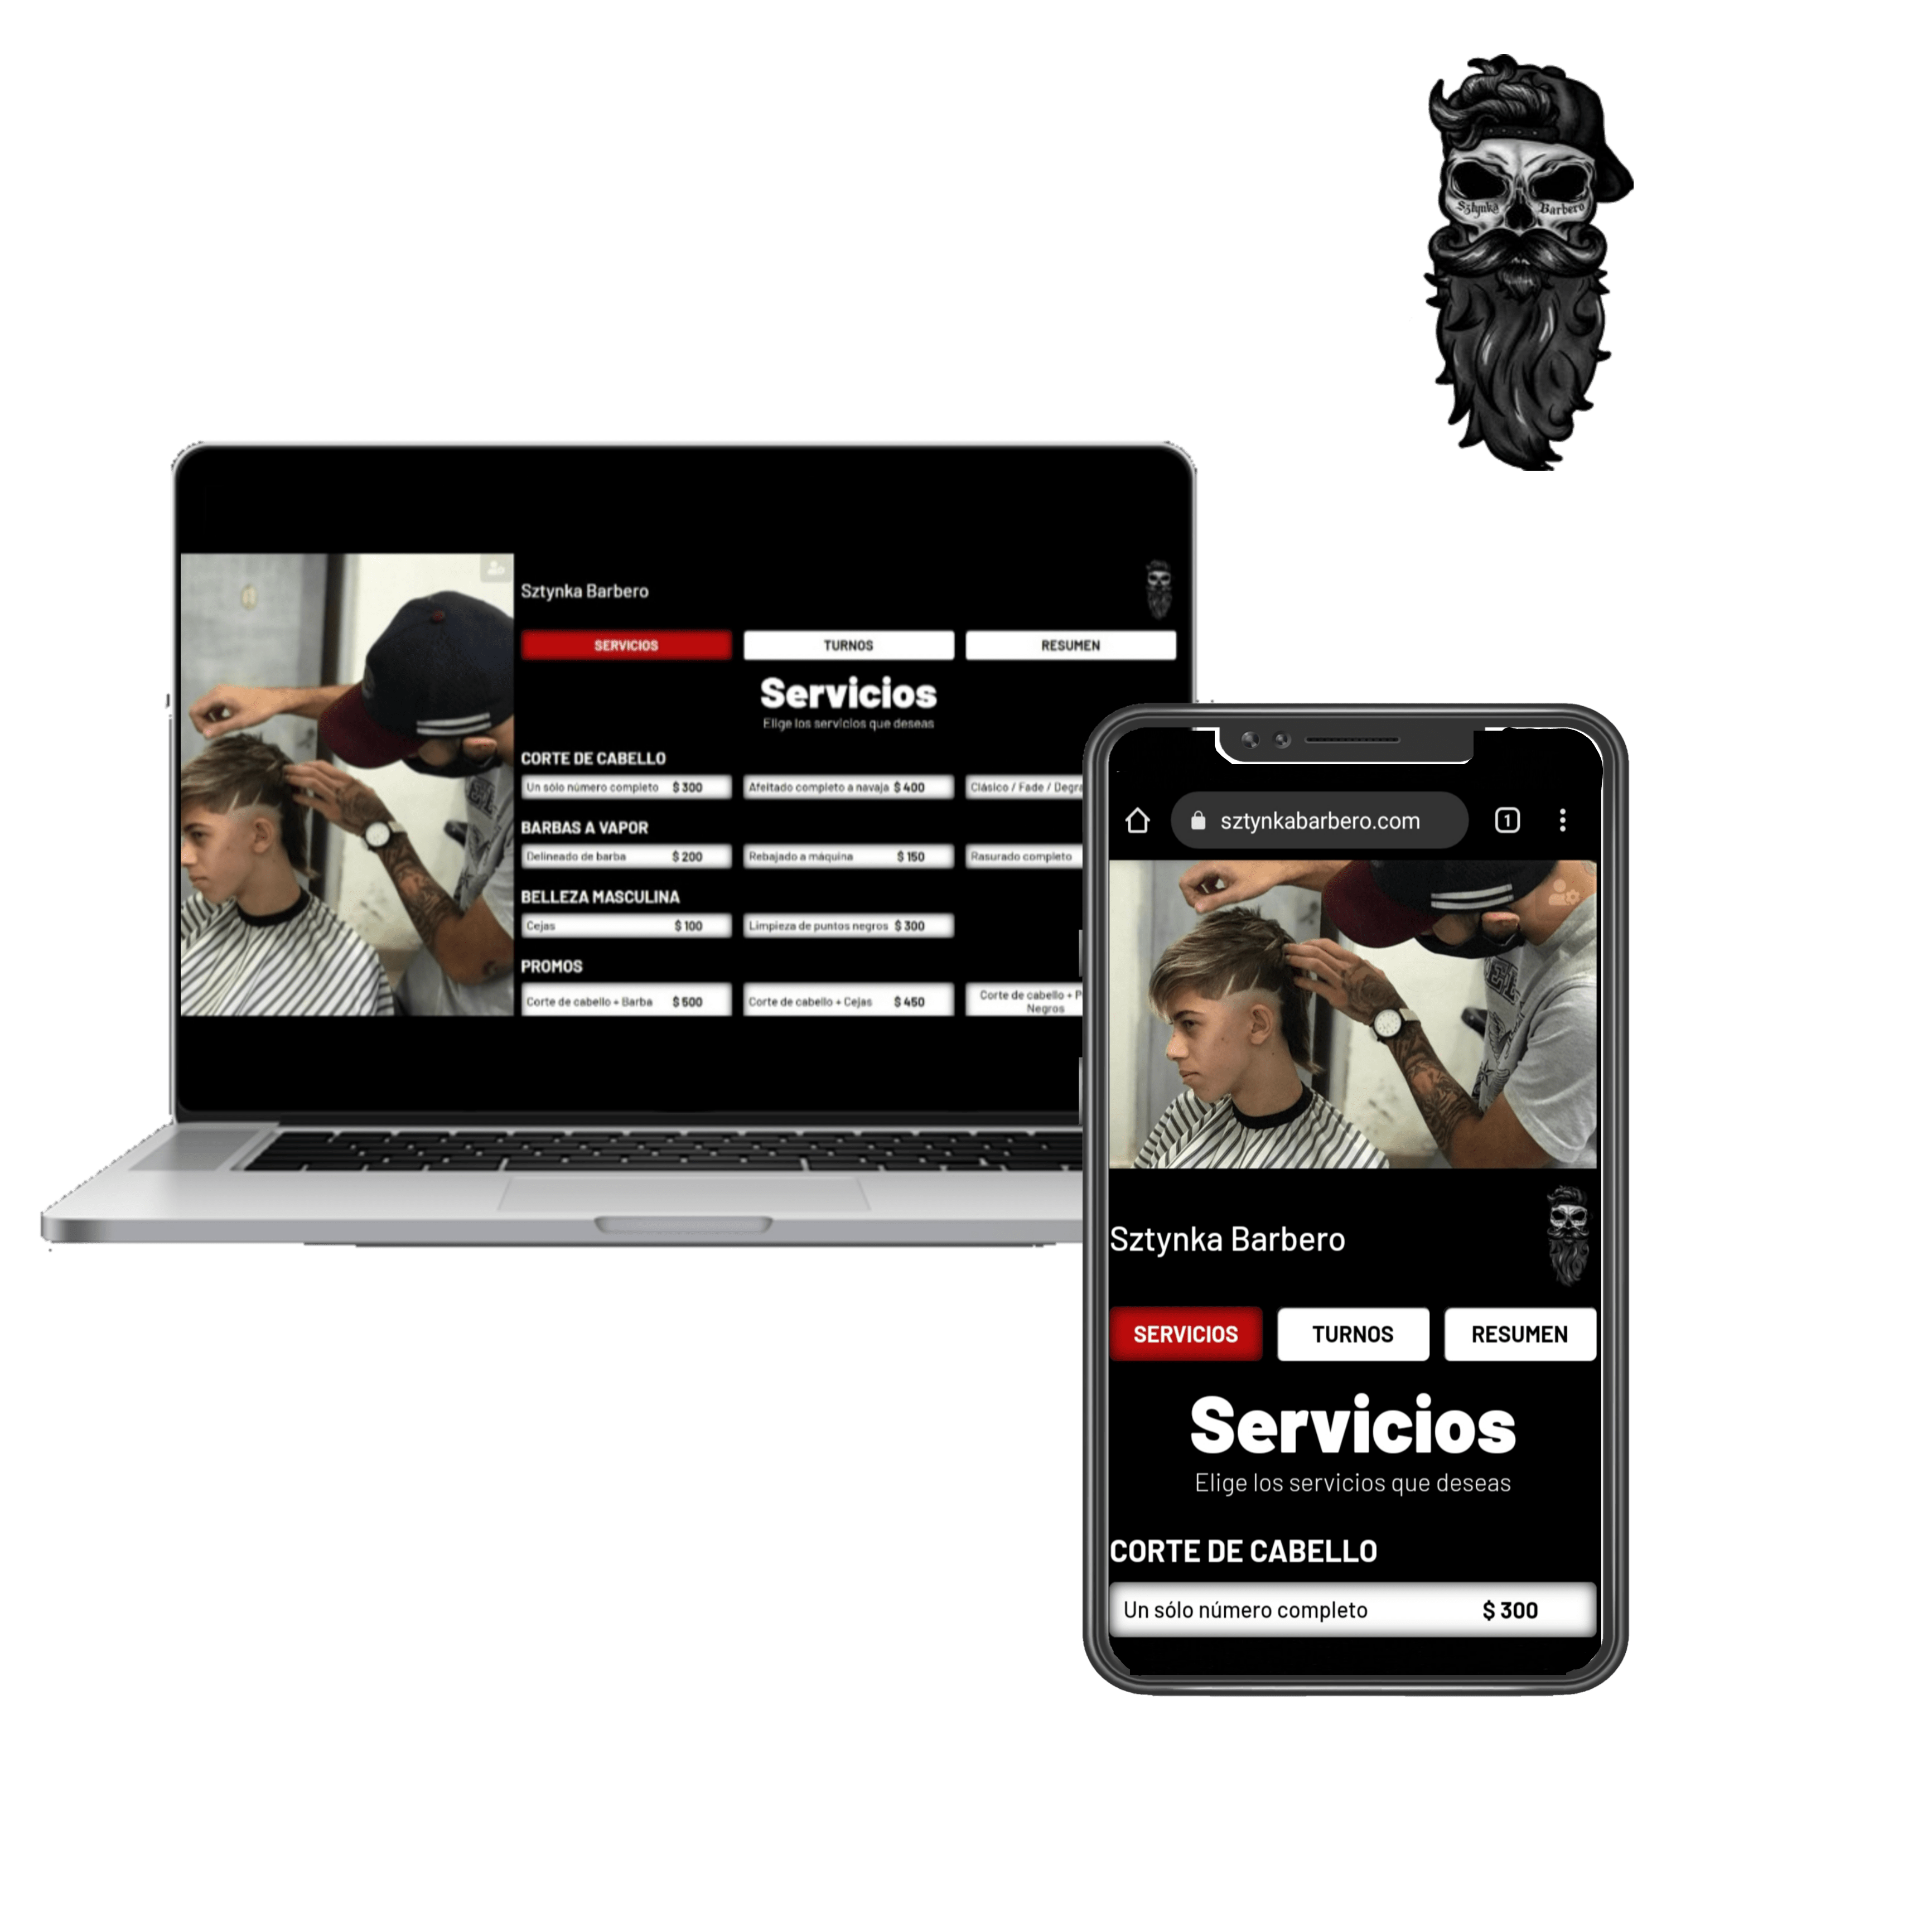 Sztynka Barbero
Sztynka Barbero
SERVICIOS TURNOS RESUMEN
Servicios
Elige los servicios que deseas
CORTE DE CABELLO
Un sólo número completo $ 300 Afeitado completo a navaja $ 400 Clásico / Fade / Degra
BARBAS A VAPOR
Delineado de barba $ 200 Rebajado a máquina $ 150 Rasurado completo
BELLEZA MASCULINA
Cejas $ 100 Limpieza de puntos negros $ 300
PROMOS
Corte de cabello + Barba $ 500 Corte de cabello + Cejas $ 450 Corte de cabello + P
Negros
1
sztynkabarbero.com
Sztynka Barbero
SERVICIOS TURNOS RESUMEN
Servicios
Elige los servicios que deseas
CORTE DE CABELLO
Un sólo número completo $ 300